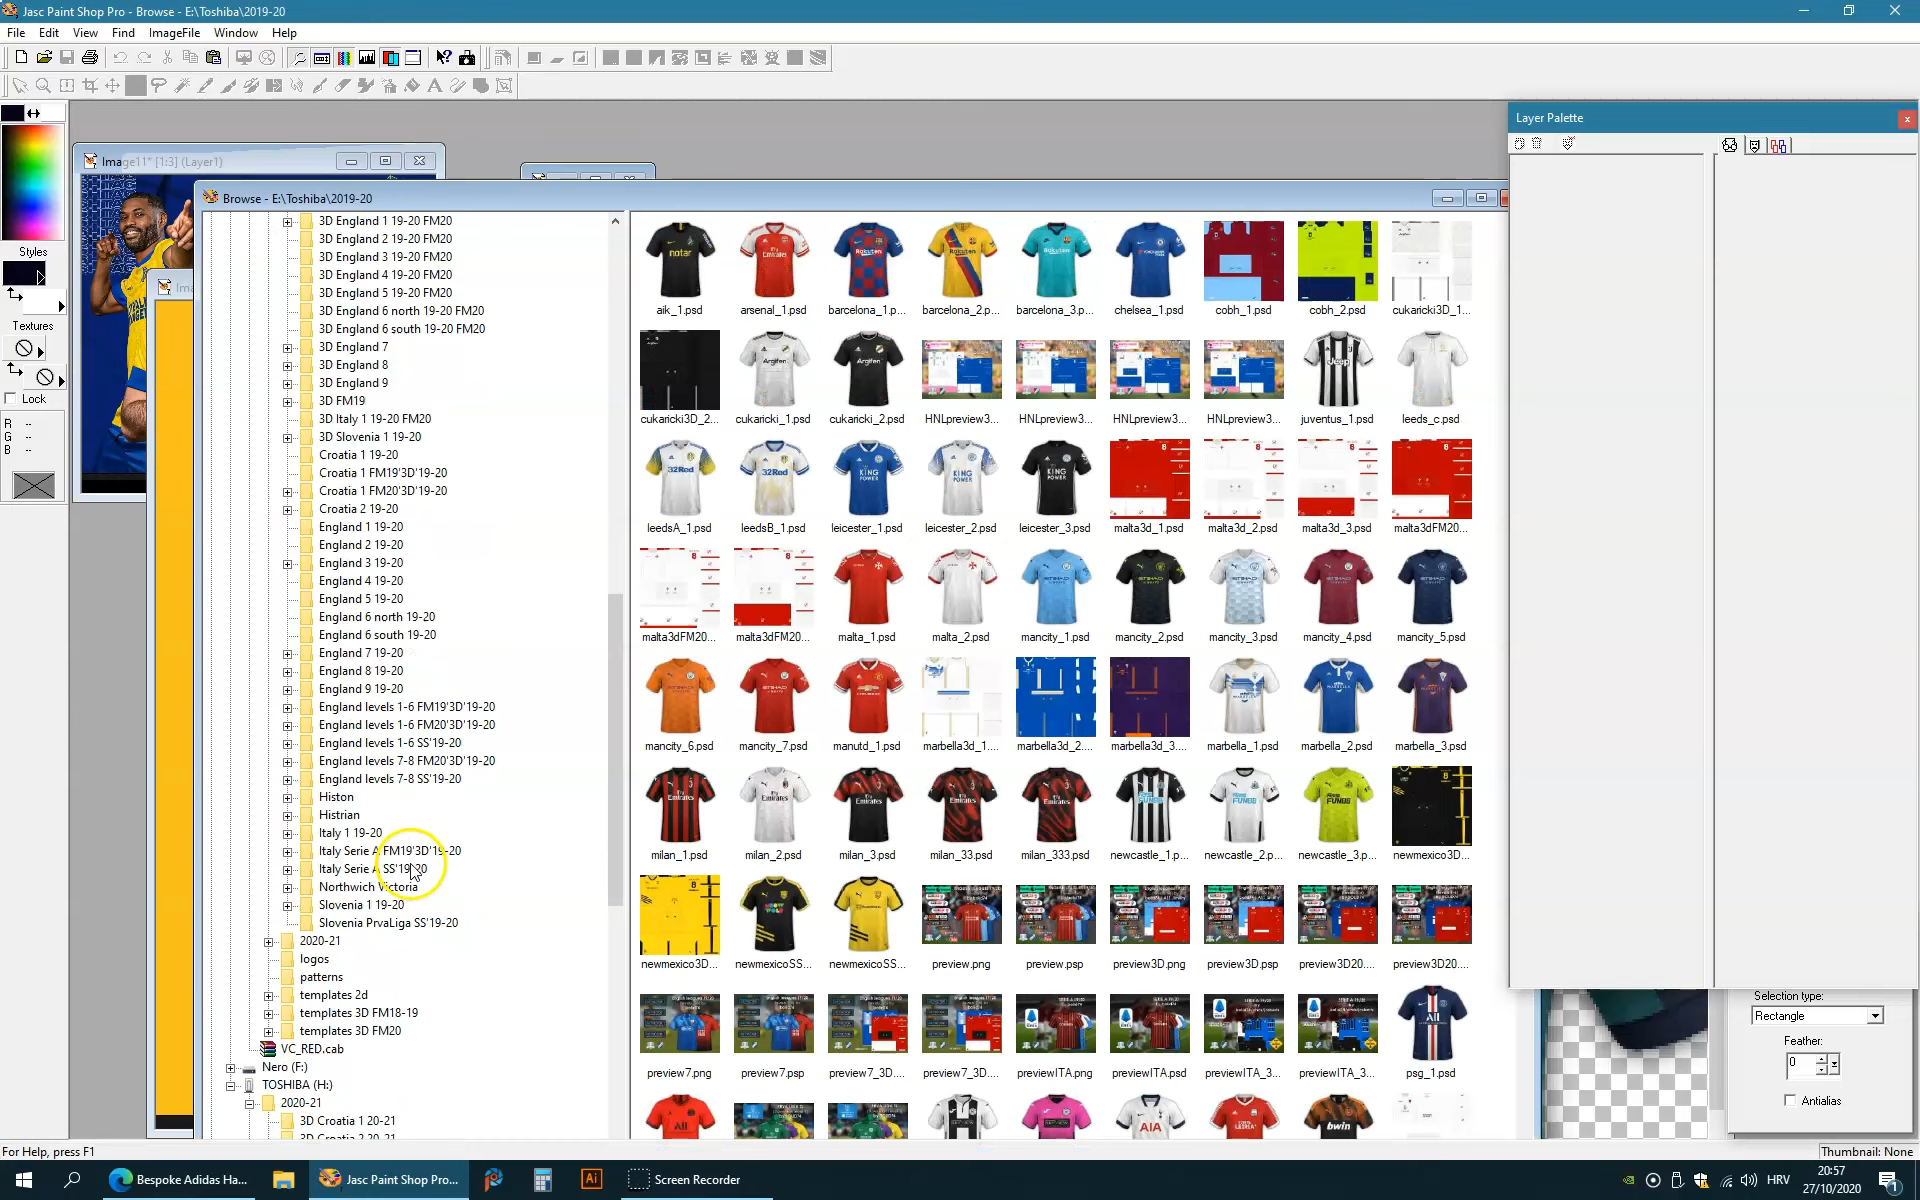 Jasc Paint Shop Pro - Browse - E:\Toshiba\2019-20
File Edit View Find ImageFile Window Help
Layer Palette
Image11* [1:3] (Layer1)
Styles
Textures
Lock
R --
G --
B --
Browse - E:\Toshiba\2019-20
3D England 1 19-20 FM20
3D England 2 19-20 FM20
3D England 3 19-20 FM20
3D England 4 19-20 FM20
3D England 5 19-20 FM20
3D England 6 north 19-20 FM20
3D England 6 south 19-20 FM20
3D England 7
3D England 8
3D England 9
3D FM19
3D Italy 1 19-20 FM20
3D Slovenia 1 19-20
Croatia 1 19-20
Croatia 1 FM19'3D'19-20
Croatia 1 FM20'3D'19-20
Croatia 2 19-20
England 1 19-20
England 2 19-20
England 3 19-20
England 4 19-20
England 5 19-20
England 6 north 19-20
England 6 south 19-20
England 7 19-20
England 8 19-20
England 9 19-20
England levels 1-6 FM19'3D'19-20
England levels 1-6 FM20'3D'19-20
England levels 1-6 SS'19-20
England levels 7-8 FM20'3D'19-20
England levels 7-8 SS'19-20
Histon
Histrian
Italy 1 19-20
Italy Serie A FM19'3D'19-20
Italy Serie A SS'19-20
Northwich Victoria
Slovenia 1 19-20
Slovenia PrvaLiga SS'19-20
2020-21
logos
patterns
templates 2d
templates 3D FM18-19
templates 3D FM20
VC_RED.cab
Nero (F:)
TOSHIBA (H:)
2020-21
3D Croatia 1 20-21
3D Croatia 2 20-21
aik_1.psd arsenal_1.psd barcelona_1.p... barcelona_2.p... barcelona_3.p... chelsea_1.psd cobh_1.psd cobh_2.psd cukaricki3D_1...
cukaricki3D_2... cukaricki_1.psd cukaricki_2.psd HNLpreview3... HNLpreview3... HNLpreview3... HNLpreview3... juventus_1.psd leeds_c.psd
leedsA_1.psd leedsB_1.psd leicester_1.psd leicester_2.psd leicester_3.psd malta3d_1.psd malta3d_2.psd malta3d_3.psd malta3dFM20...
malta3dFM20... malta3dFM20... malta_1.psd malta_2.psd mancity_1.psd mancity_2.psd mancity_3.psd mancity_4.psd mancity_5.psd
mancity_6.psd mancity_7.psd manutd_1.psd marbella3d_1.... marbella3d_2.... marbella3d_3.... marbella_1.psd marbella_2.psd marbella_3.psd
milan_1.psd milan_2.psd milan_3.psd milan_33.psd milan_333.psd newcastle_1.p... newcastle_2.p... newcastle_3.p... newmexico3D...
newmexico3D... newmexicoSS... newmexicoSS... preview.png preview.psp preview3D.png preview3D.psp preview3D20.... preview3D20....
preview7.png preview7.psp preview7_3D.... preview7_3D.... previewITA.png previewITA.psd previewITA_3... previewITA_3... psg_1.psd
Selection type:
Rectangle
Feather:
0
Antialias
For Help, press F1
Thumbnail: None
Bespoke Adidas Ha...
Jasc Paint Shop Pro...
Ai
Screen Recorder
HRV
20:57
27/10/2020